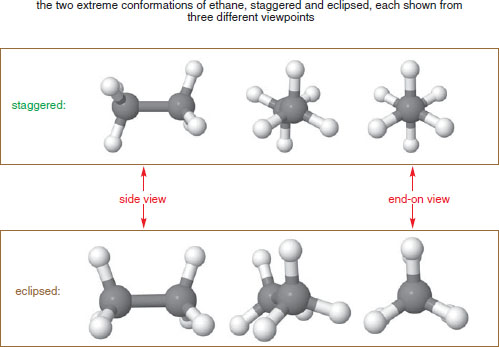 the two extreme conformations of ethane, staggered and eclipsed, each shown from
three different viewpoints
staggered:
side view
end-on view
eclipsed: